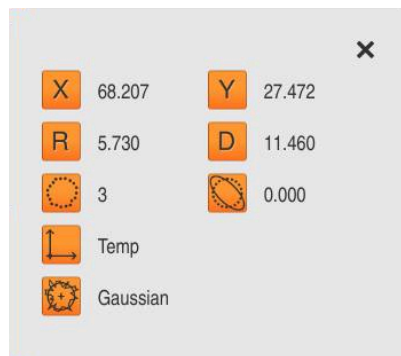 X 68.207 Y 27.472
R 5.730 D 11.460
3 0.000
Temp
Gaussian